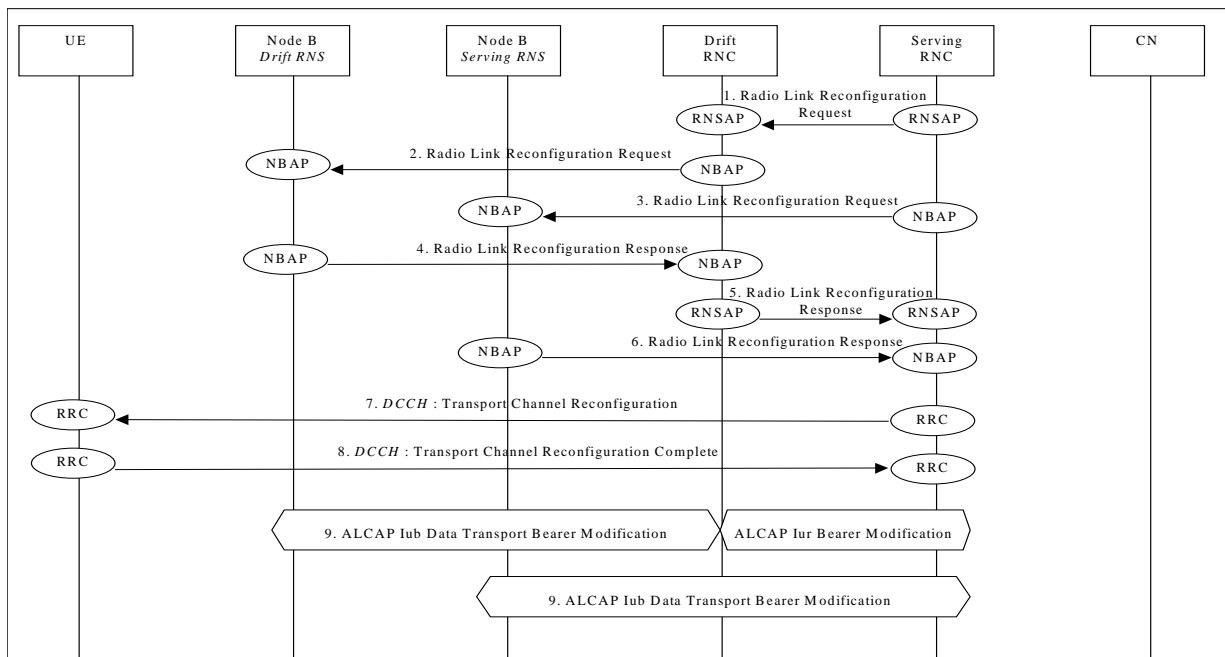 UE
Node B
Drift RNS
Node B
Serving RNS
Drift
RNC
Serving
RNC
CN
1. Radio Link Reconfiguration
Request
RNSAP
RNSAP
2. Radio Link Reconfiguration Request
NBAP
NBAP
3. Radio Link Reconfiguration Request
NBAP
NBAP
4. Radio Link Reconfiguration Response
NBAP
NBAP
5. Radio Link Reconfiguration
Response
RNSAP
RNSAP
6. Radio Link Reconfiguration Response
NBAP
NBAP
7. DCCH : Transport Channel Reconfiguration
RRC
RRC
8. DCCH : Transport Channel Reconfiguration Complete
RRC
RRC
9. ALCAP Iub Data Transport Bearer Modification
ALCAP Iur Bearer Modification
9. ALCAP Iub Data Transport Bearer Modification